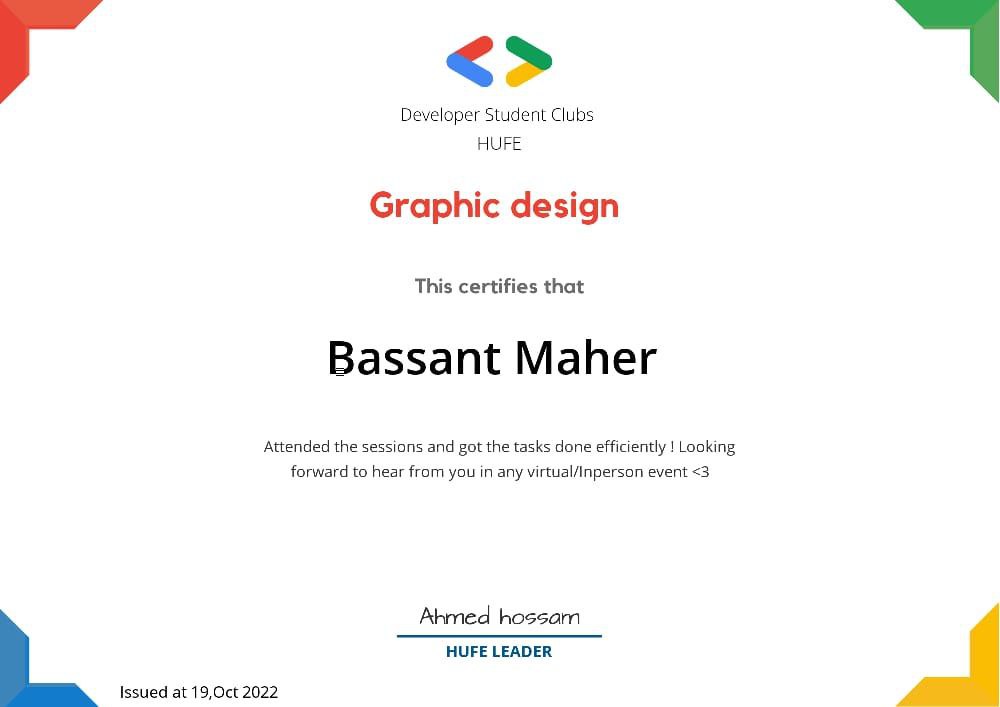 Developer Student Clubs
HUFE
Graphic design
This certifies that
Bassant Maher
Attended the sessions and got the tasks done efficiently ! Looking
forward to hear from you in any virtual/Inperson event <3
Ahmed hossam
HUFE LEADER
Issued at 19,Oct 2022